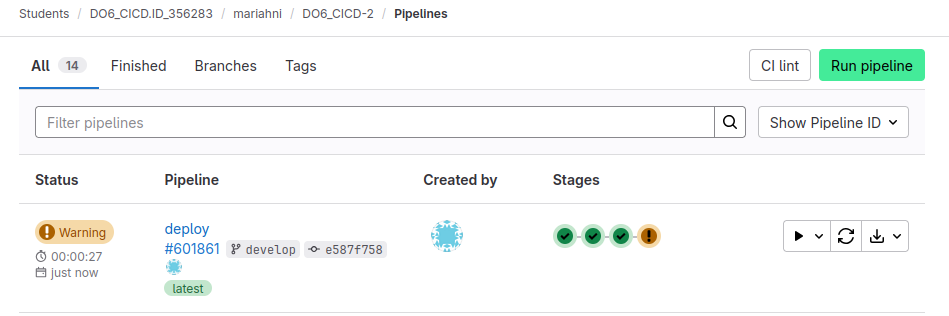 Students / DO6_CICD.ID_356283 / mariahni / DO6_CICD-2 / Pipelines
All 14 Finished Branches Tags CI lint Run pipeline
Filter pipelines Show Pipeline ID
Status Pipeline Created by Stages
Warning deploy
#601861 develop e587f758
00:00:27
just now
latest